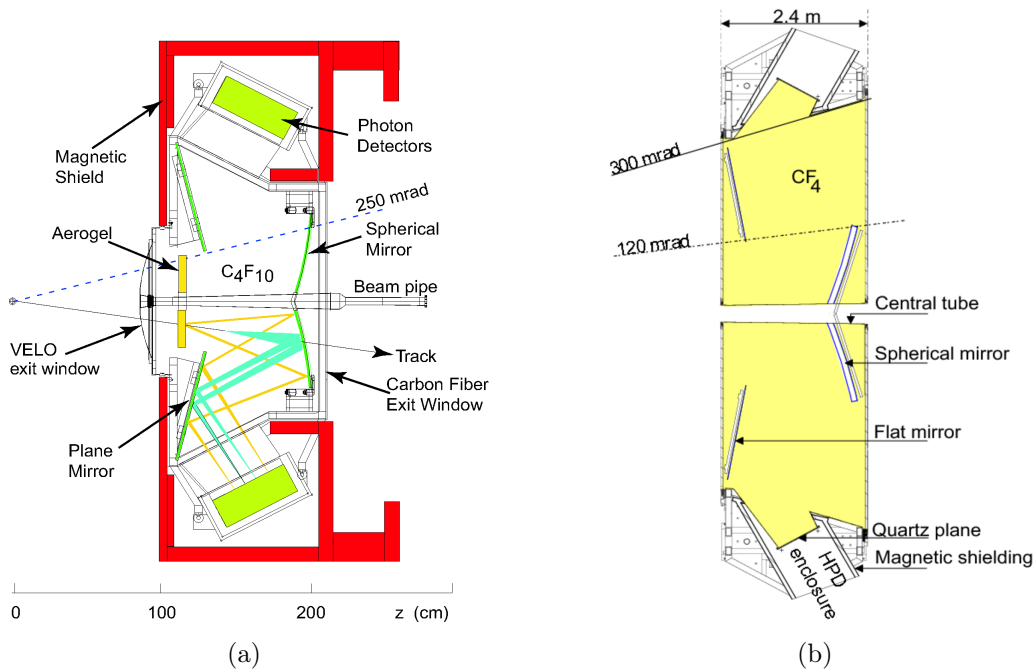 Magnetic
Shield
Photon
Detectors
250 mrad
Aerogel
Spherical
Mirror
C4F10
Beam pipe
VELO
exit window
Track
Carbon Fiber
Exit Window
Plane
Mirror
0
100
200
z (cm)
(a)
2.4 m
300 mrad
CF4
120 mrad
Central tube
Spherical mirror
Flat mirror
Quartz plane
Magnetic shielding
HPD
enclosure
(b)